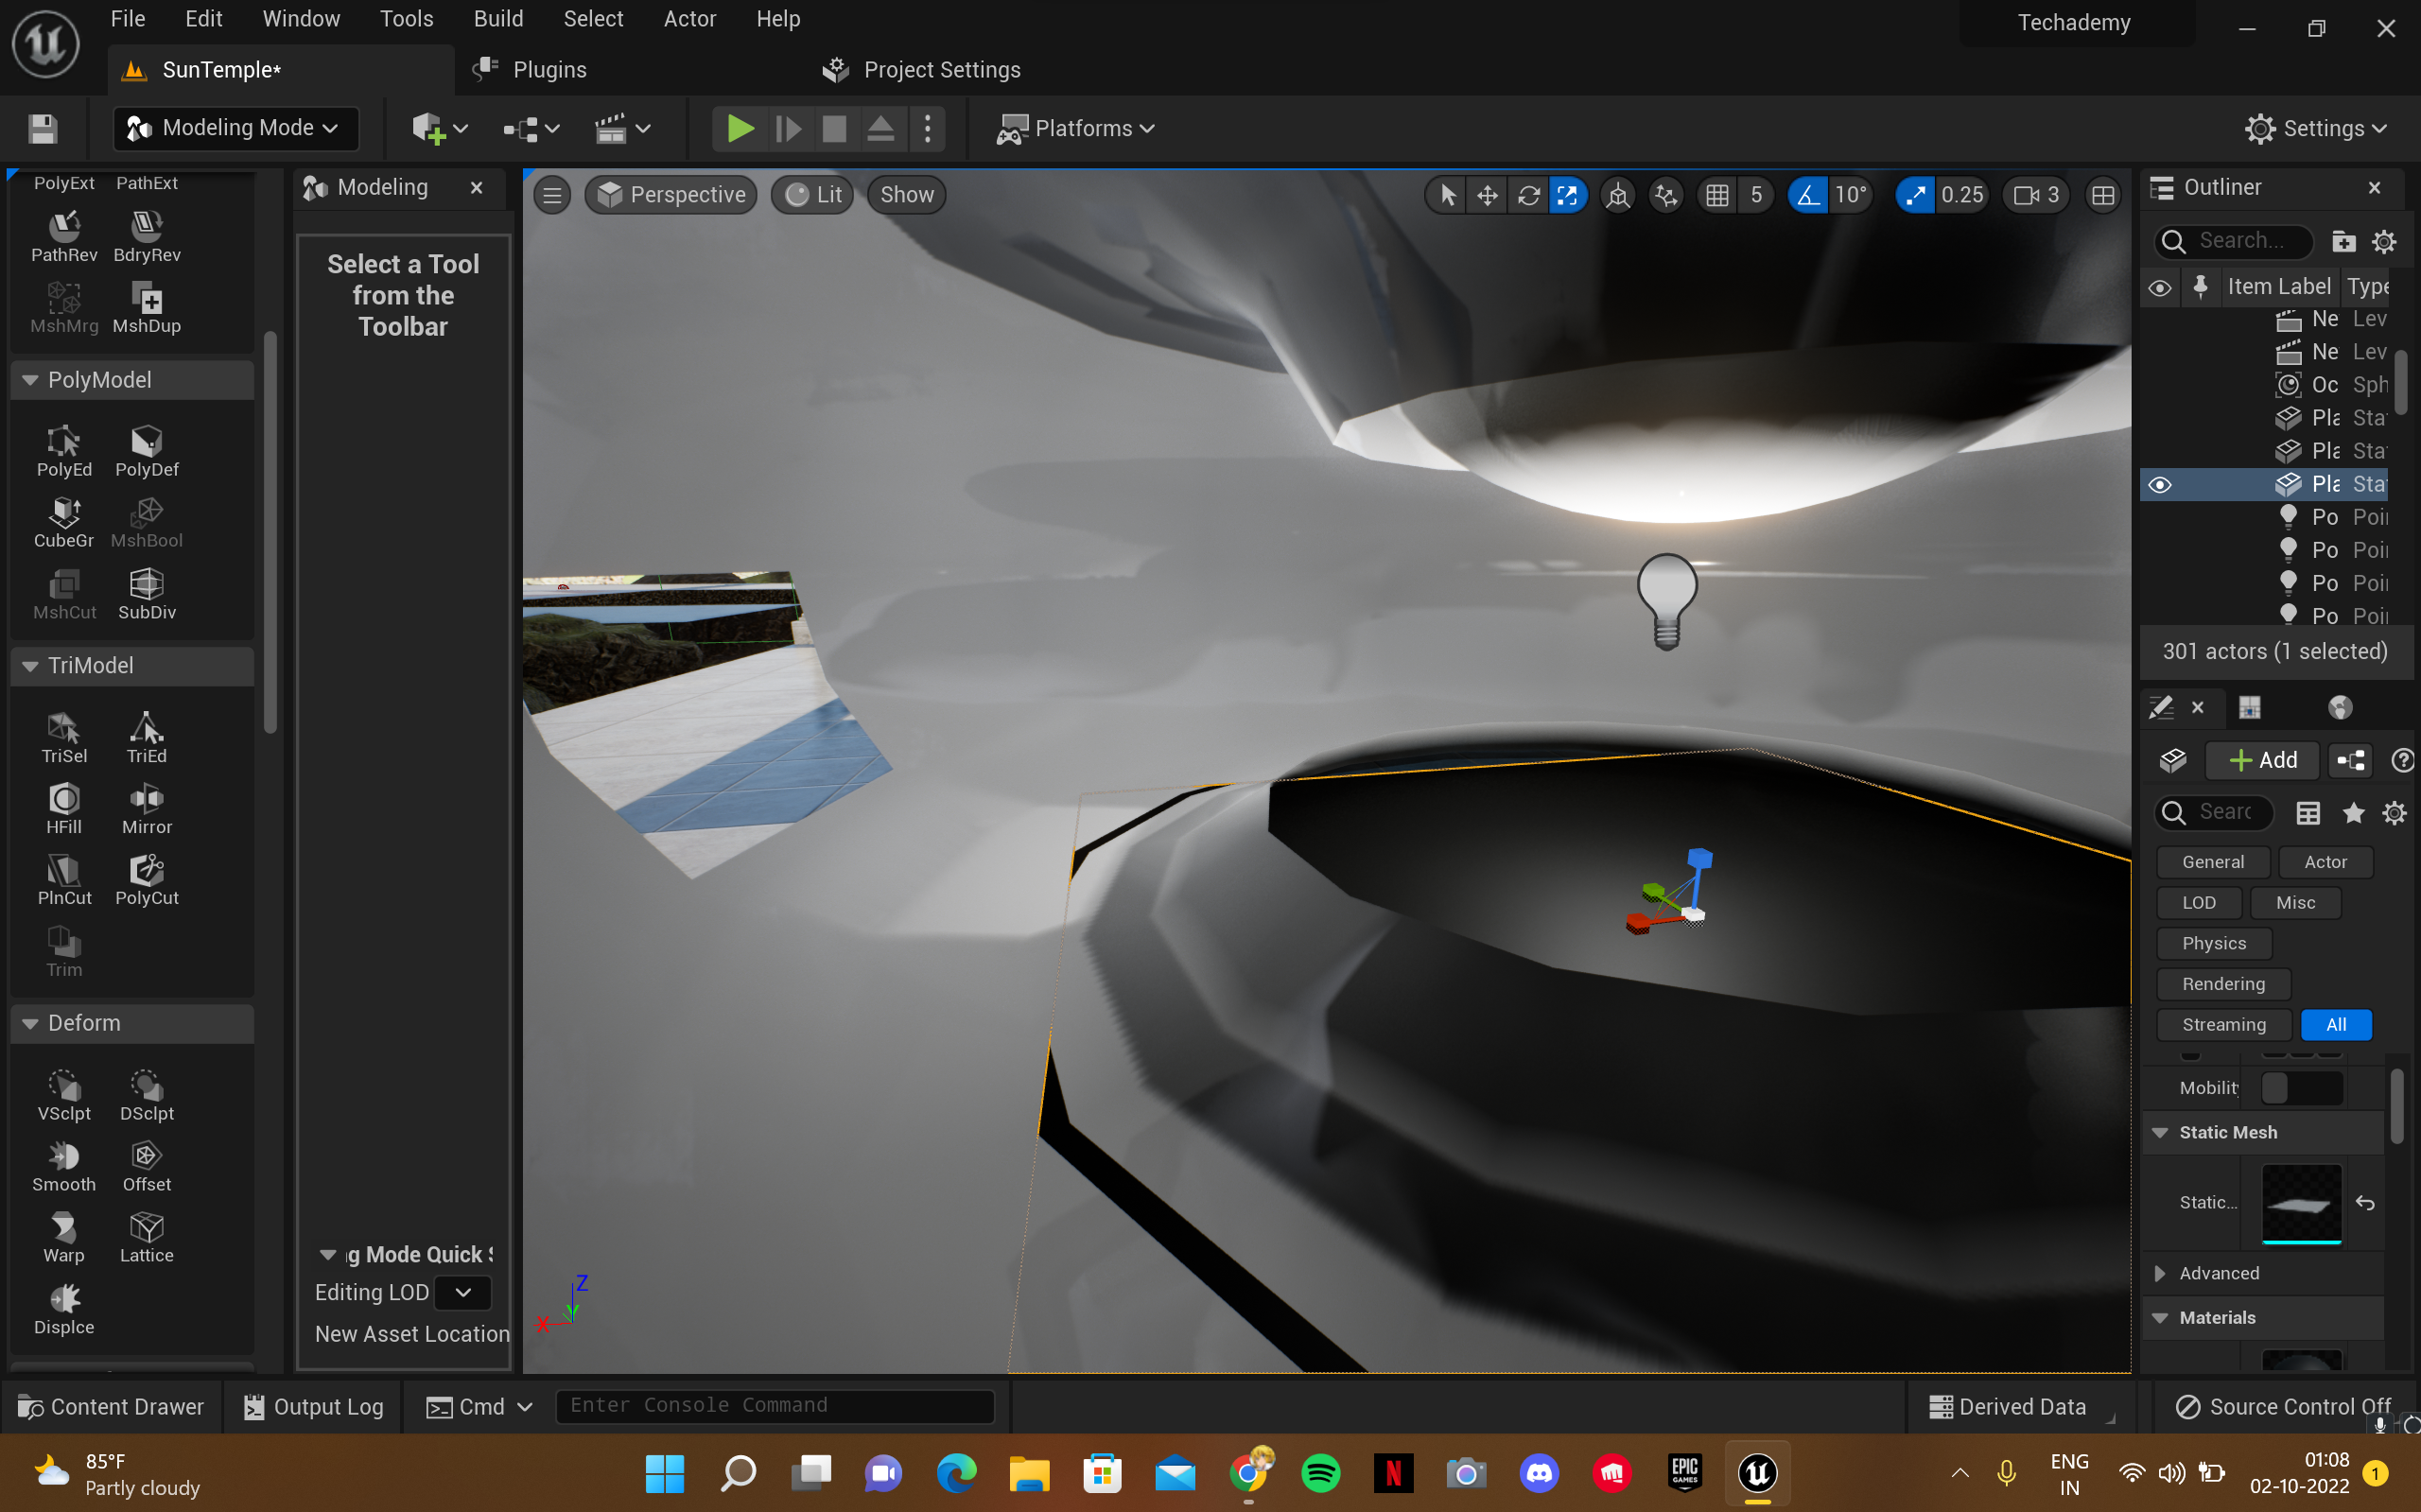 File Edit Window Tools Build Select Actor Help
Techademy
SunTemple* Plugins Project Settings
Modeling Mode Platforms Settings
PolyExt PathExt
PathRev BdryRev
MshMrg MshDup
PolyModel
PolyEd PolyDef
CubeGr MshBool
MshCut SubDiv
TriModel
TriSel TriEd
HFill Mirror
PlnCut PolyCut
Trim
Deform
VSclpt DSclpt
Smooth Offset
Warp Lattice
Displce
Modeling
Select a Tool
from the
Toolbar
g Mode Quick S
Editing LOD
New Asset Location
Perspective Lit Show
5 10° 0.25 3
Z
Y
X
Outliner
Search...
Item Label Type
Ne Lev
Ne Lev
Oc Sph
Pla Sta
Pla Sta
Pla Sta
Po Poi
Po Poi
Po Poi
Po Poi
301 actors (1 selected)
Add
Searc
General Actor
LOD Misc
Physics
Rendering
Streaming All
Mobilit
Static Mesh
Static...
Advanced
Materials
Content Drawer Output Log Cmd Enter Console Command Derived Data Source Control Off
85°F
Partly cloudy
N
EPIC
GAMES
ENG
IN
01:08
02-10-2022
1